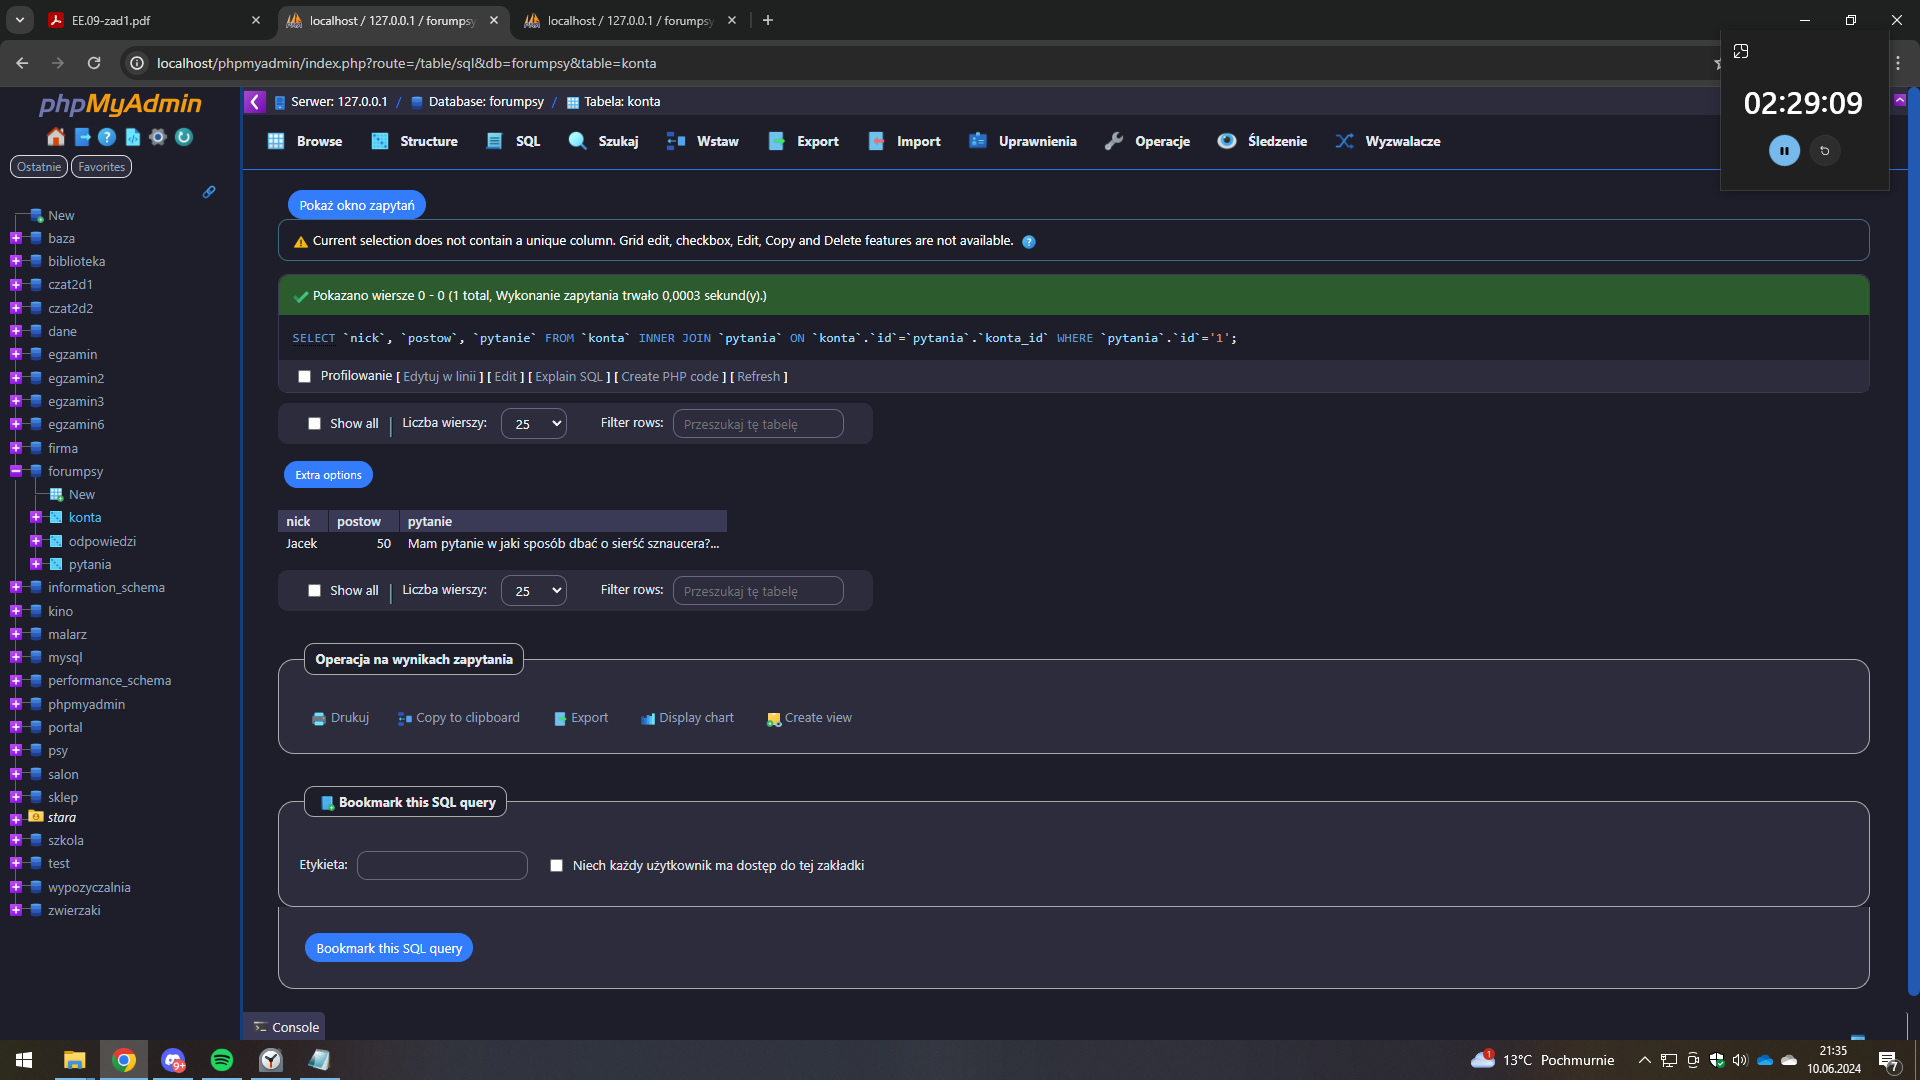 EE.09-zad1.pdf
localhost / 127.0.0.1 / forumpsy
localhost / 127.0.0.1 / forumpsy
localhost/phpmyadmin/index.php?route=/table/sql&db=forumpsy&table=konta
02:29:09
phpMyAdmin
Ostatnie
Favorites
New
baza
biblioteka
czat2d1
czat2d2
dane
egzamin
egzamin2
egzamin3
egzamin6
firma
forumpsy
New
konta
odpowiedzi
pytania
information_schema
kino
malarz
mysql
performance_schema
phpmyadmin
portal
psy
salon
sklep
stara
szkola
test
wypozyczalnia
zwierzaki
Serwer: 127.0.0.1 / Database: forumpsy / Tabela: konta
Browse Structure SQL Szukaj Wstaw Export Import Uprawnienia Operacje Śledzenie Wyzwalacze
Pokaż okno zapytań
Current selection does not contain a unique column. Grid edit, checkbox, Edit, Copy and Delete features are not available.
Pokazano wiersze 0 - 0 (1 total, Wykonanie zapytania trwało 0,0003 sekund(y).)
SELECT `nick`, `postow`, `pytanie` FROM `konta` INNER JOIN `pytania` ON `konta`.`id`=`pytania`.`konta_id` WHERE `pytania`.`id`='1';
Profilowanie [ Edytuj w linii ] [ Edit ] [ Explain SQL ] [ Create PHP code ] [ Refresh ]
Show all | Liczba wierszy: 25 Filter rows: Przeszukaj tę tabelę
Extra options
nick postow pytanie
Jacek 50 Mam pytanie w jaki sposób dbać o sierść sznaucera?...
Show all | Liczba wierszy: 25 Filter rows: Przeszukaj tę tabelę
Operacja na wynikach zapytania
Drukuj Copy to clipboard Export Display chart Create view
Bookmark this SQL query
Etykieta: Niech każdy użytkownik ma dostęp do tej zakładki
Bookmark this SQL query
Console
9+
1
13°C Pochmurnie
21:35
10.06.2024
7